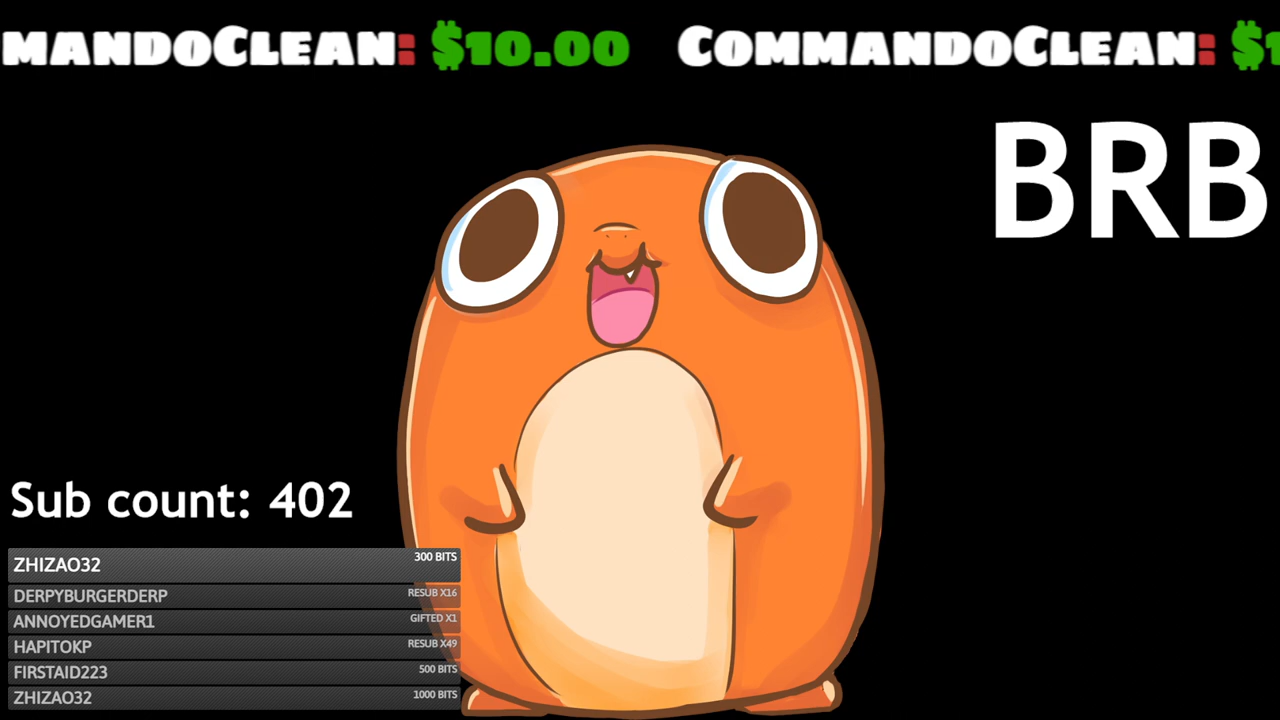 MANDOCLEAN: $10.00 COMMANDOCLEAN: $1
BRB
Sub count: 402
ZHIZAO32 300 BITS
DERPYBURGERDERP RESUB X16
ANNOYEDGAMER1 GIFTED X1
HAPITOKP RESUB X49
FIRSTAID223 500 BITS
ZHIZAO32 1000 BITS